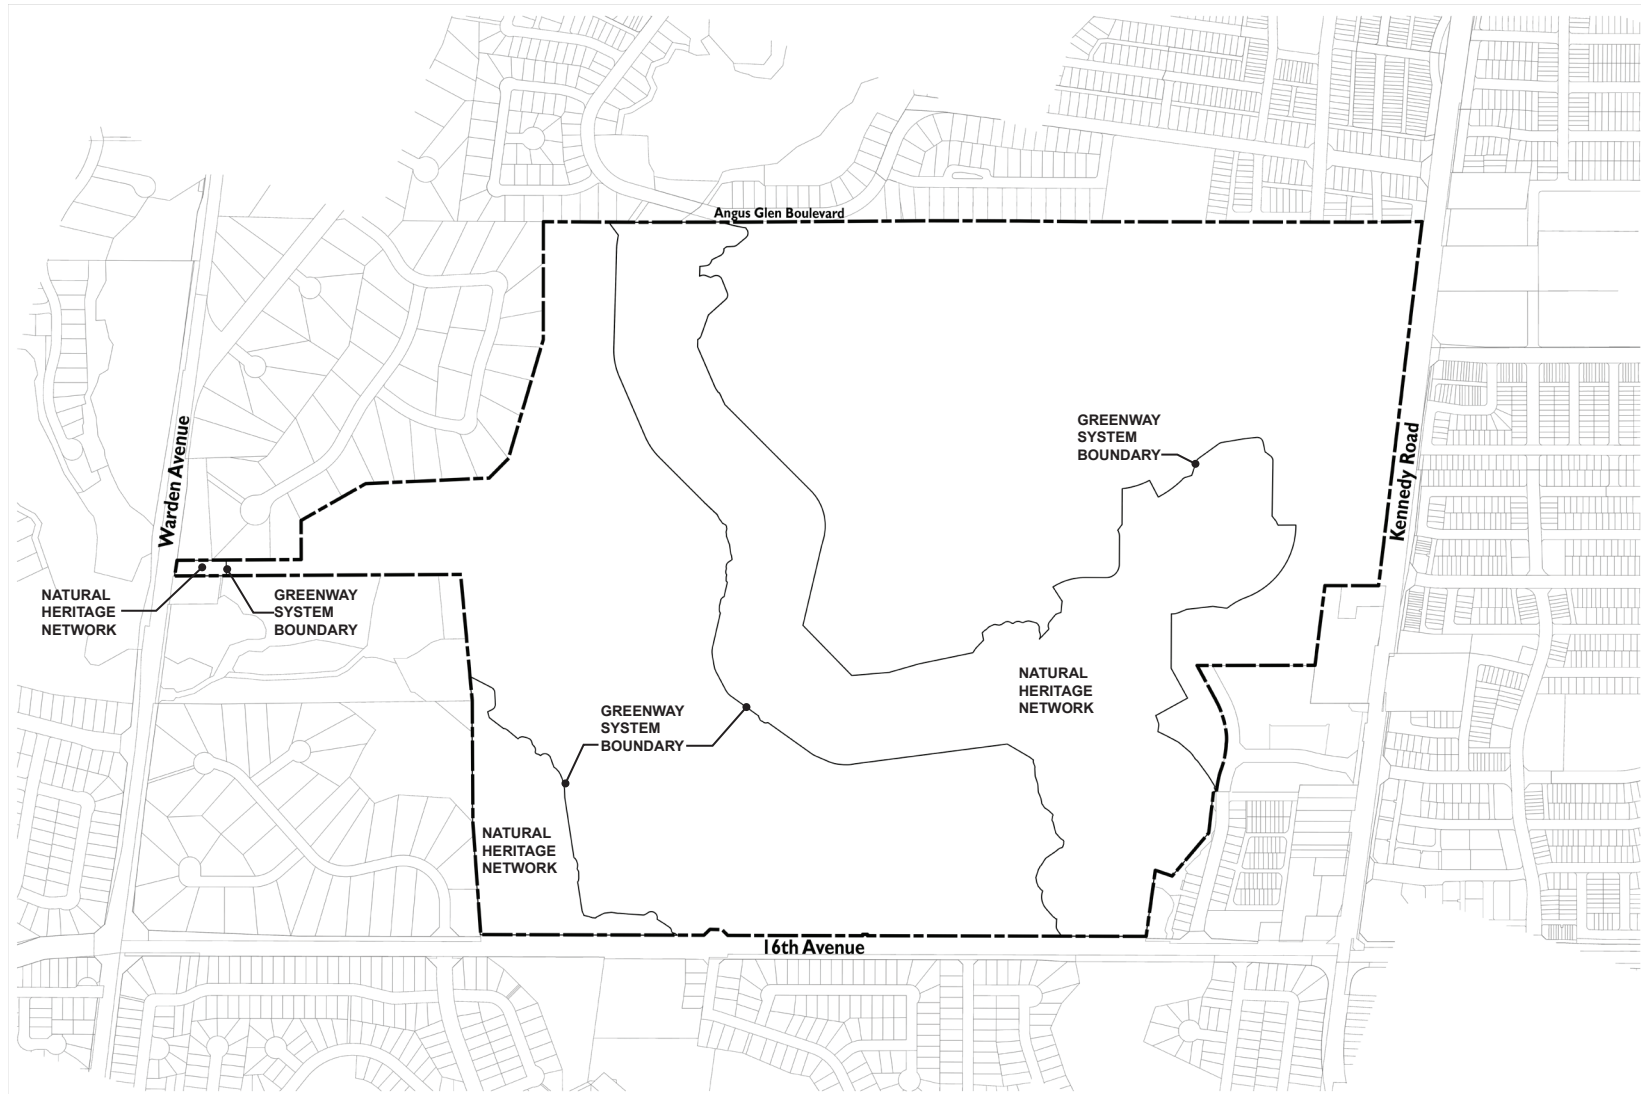 Angus Glen Boulevard
GREENWAY
SYSTEM
BOUNDARY
Kennedy Road
Warden Avenue
NATURAL
HERITAGE
NETWORK
GREENWAY
SYSTEM
BOUNDARY
NATURAL
HERITAGE
NETWORK
GREENWAY
SYSTEM
BOUNDARY
NATURAL
HERITAGE
NETWORK
16th Avenue